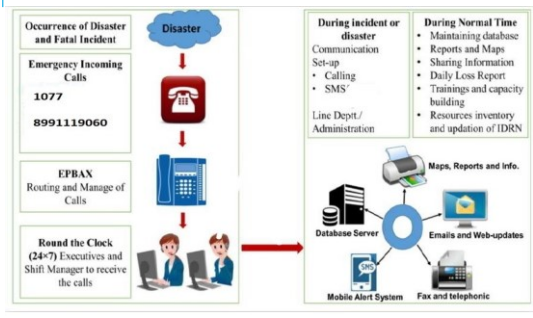 Occurrence of Disaster
and Fatal Incident
Disaster
Emergency Incoming
Calls
1077
8991119060
EPBAX
Routing and Manage of
Calls
Round the Clock
(24×7) Executives and
Shift Manager to receive
the calls
During incident or
disaster
Communication
Set-up
• Calling
• SMS
Line Deptt./
Administration
During Normal Time
• Maintaining database
• Reports and Maps
• Sharing Information
• Daily Loss Report
• Trainings and capacity
building
• Resources inventory
and updation of IDRN
Maps, Reports and Info.
Database Server
Emails and Web-updates
SMS
Mobile Alert System
Fax and telephonic